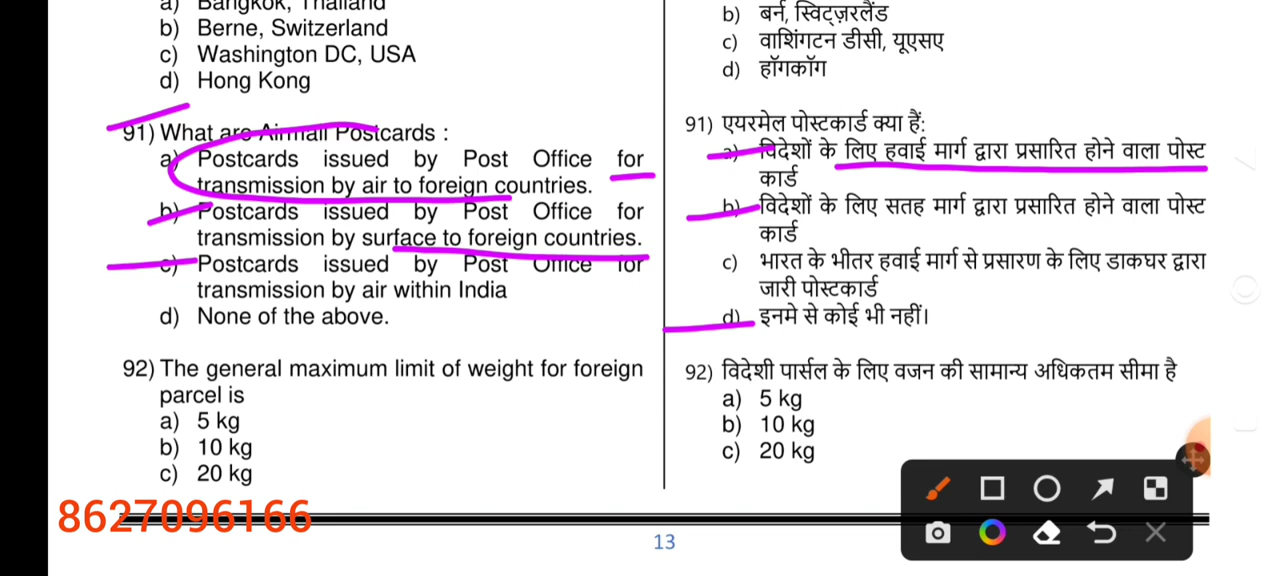 a) Bangkok, Thailand
b) Berne, Switzerland
c) Washington DC, USA
d) Hong Kong
91) What are Airmail Postcards :
a) Postcards issued by Post Office for
transmission by air to foreign countries.
b) Postcards issued by Post Office for
transmission by surface to foreign countries.
c) Postcards issued by Post Office for
transmission by air within India
d) None of the above.
92) The general maximum limit of weight for foreign
parcel is
a) 5 kg
b) 10 kg
c) 20 kg
b) बर्न, स्विट्ज़रलैंड
c) वाशिंगटन डीसी, यूएसए
d) हॉगकॉग
91) एयरमेल पोस्टकार्ड क्या हैं:
a) विदेशों के लिए हवाई मार्ग द्वारा प्रसारित होने वाला पोस्ट
कार्ड
b) विदेशों के लिए सतह मार्ग द्वारा प्रसारित होने वाला पोस्ट
कार्ड
c) भारत के भीतर हवाई मार्ग से प्रसारण के लिए डाकघर द्वारा
जारी पोस्टकार्ड
d) इनमे से कोई भी नहीं।
92) विदेशी पार्सल के लिए वजन की सामान्य अधिकतम सीमा है
a) 5 kg
b) 10 kg
c) 20 kg
8627096166
13